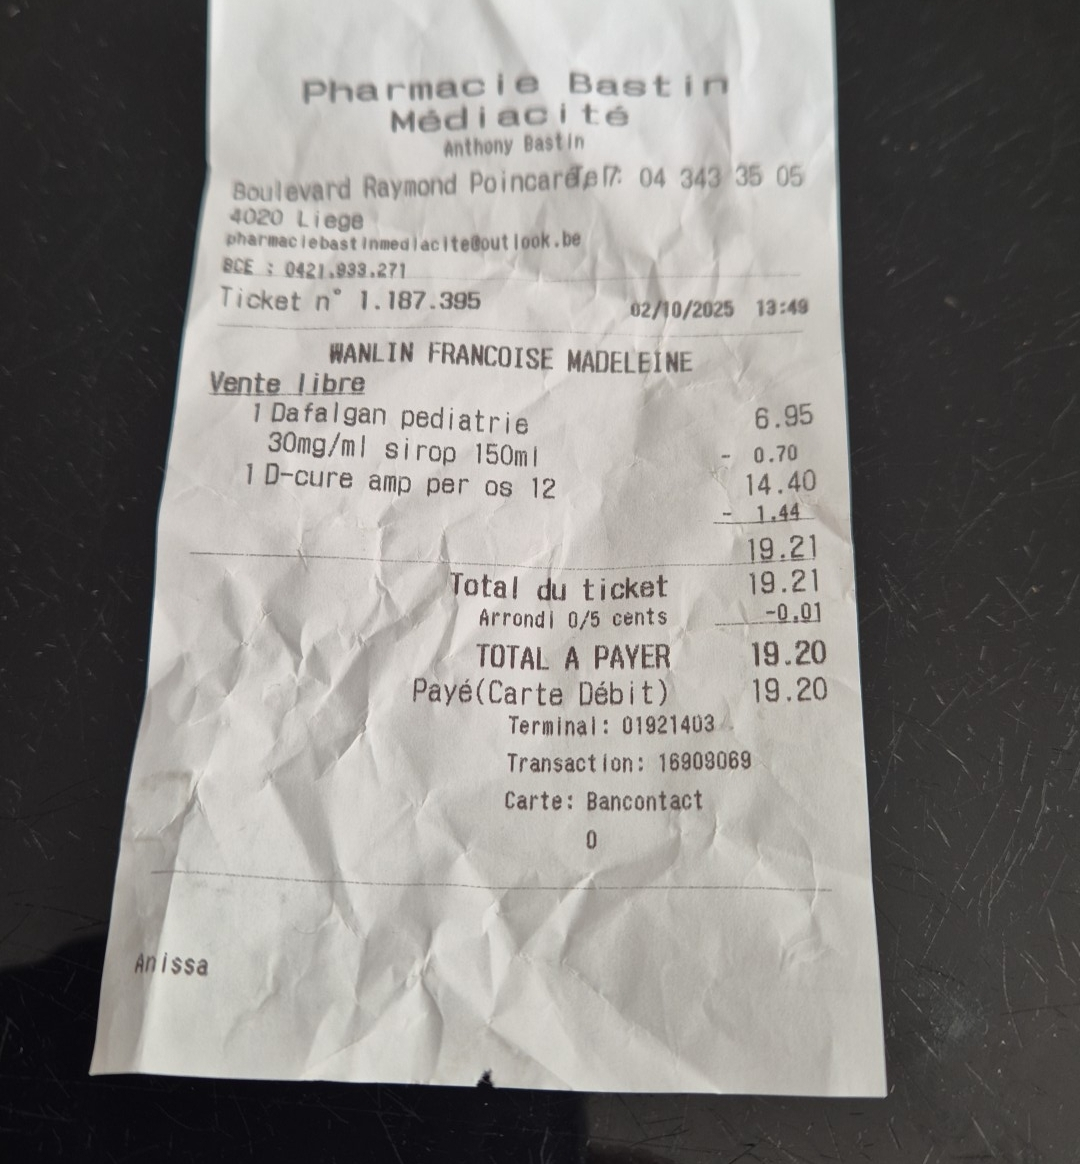 Pharmacie Bastin
Médiacité
Anthony Bastin
Boulevard Raymond Poincaré 7 Tel: 04 343 35 05
4020 Liege
pharmaciebastinmediacite@outlook.be
BCE : 0421.933.271
Ticket n° 1.187.395 02/10/2025 13:49
WANLIN FRANCOISE MADELEINE
Vente libre
1 Dafalgan pediatrie 6.95
30mg/ml sirop 150ml - 0.70
1 D-cure amp per os 12 14.40
- 1.44
19.21
Total du ticket 19.21
Arrondi 0/5 cents -0.01
TOTAL A PAYER 19.20
Payé(Carte Débit) 19.20
Terminal: 01921403
Transaction: 16909069
Carte: Bancontact
0
Anissa